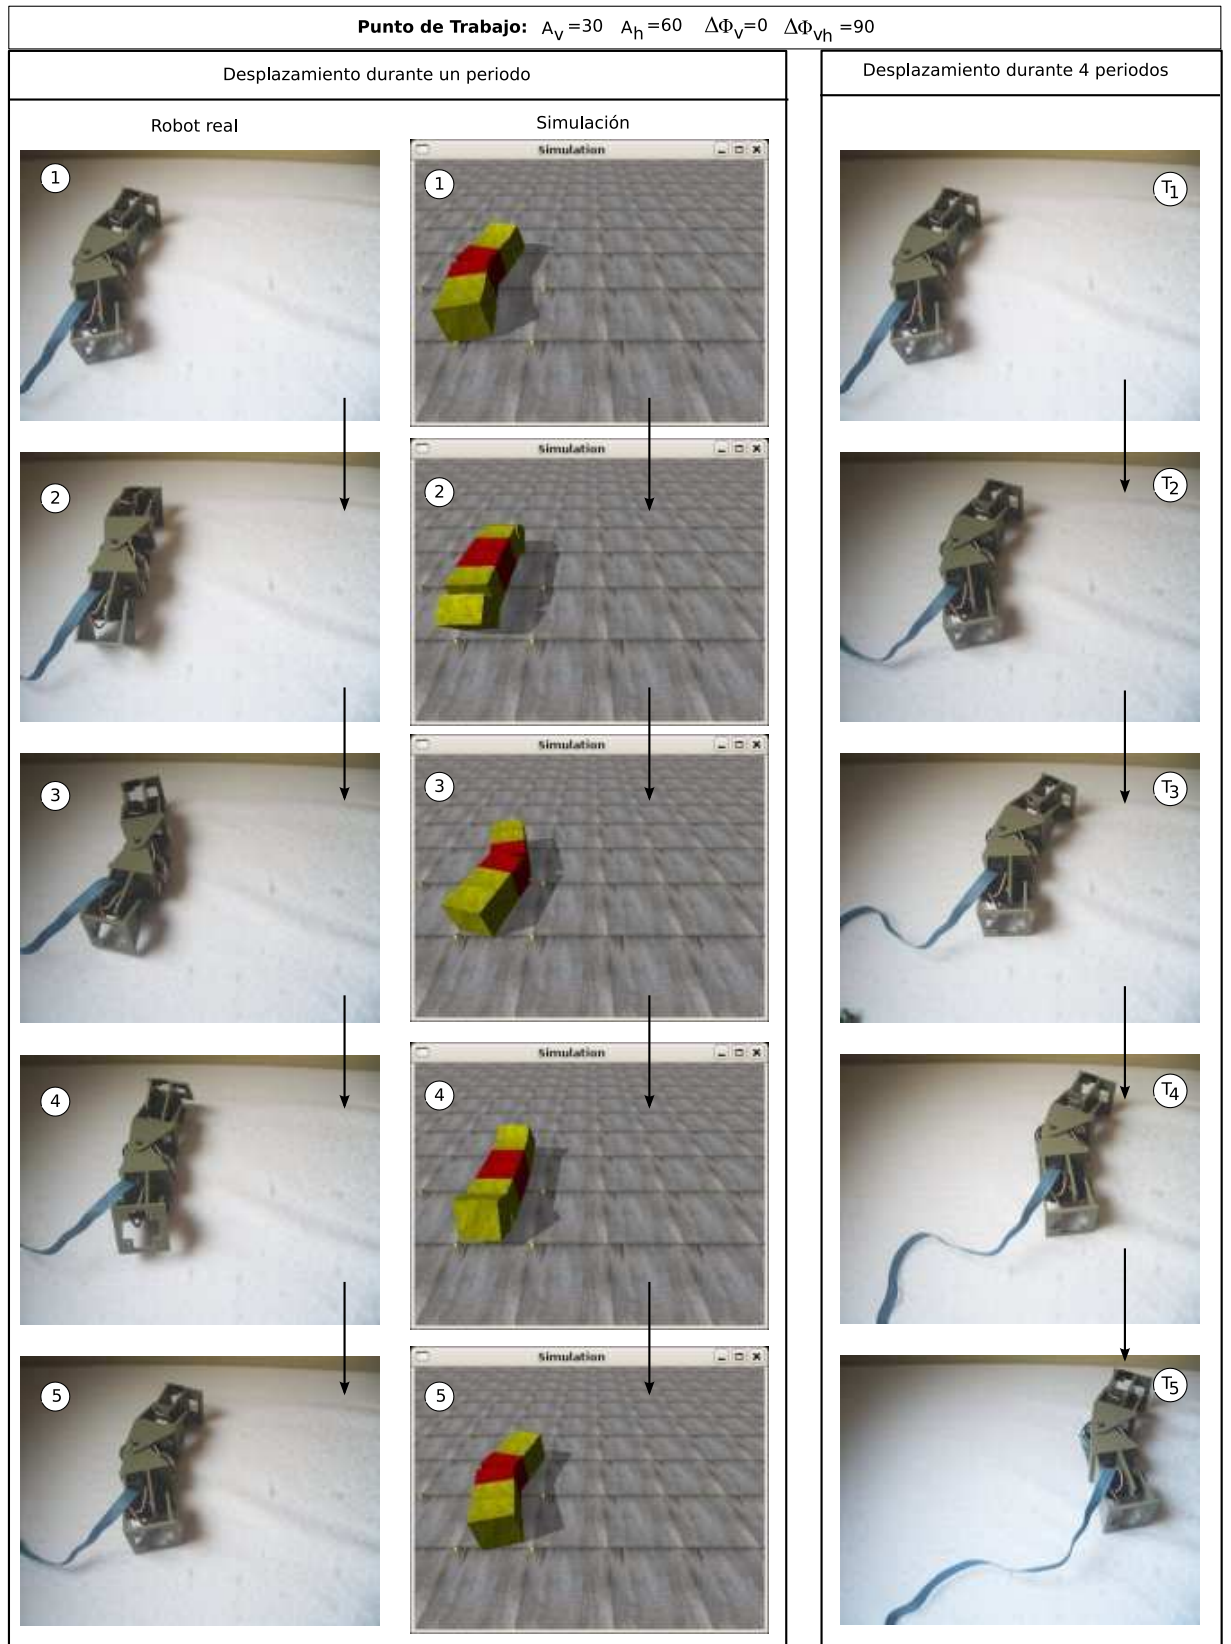 Punto de Trabajo: Av=30 Ah=60 ΔΦv=0 ΔΦvh=90
Desplazamiento durante un periodo
Desplazamiento durante 4 periodos
Robot real
Simulación
1
Simulation
1
T1
2
Simulation
2
T2
3
Simulation
3
T3
4
Simulation
4
T4
5
Simulation
5
T5